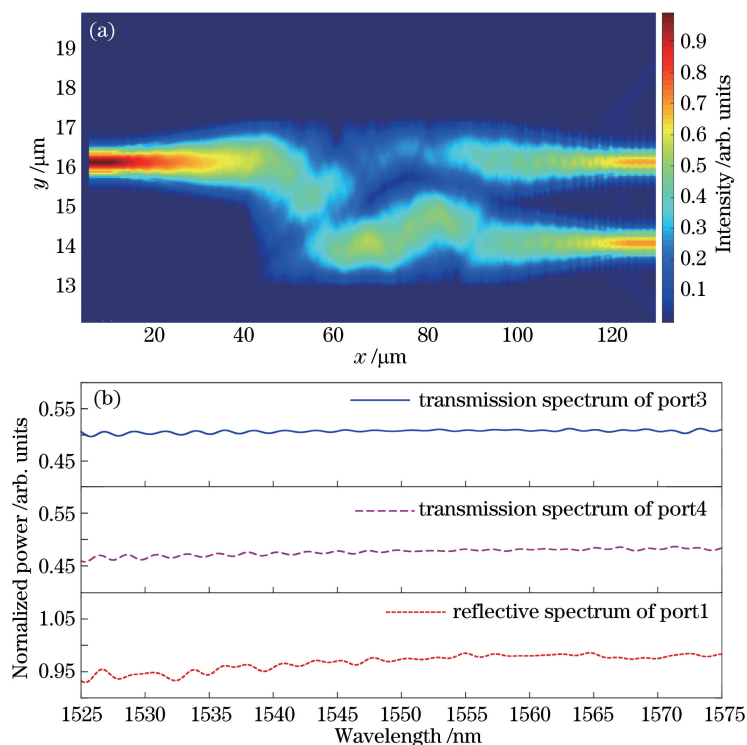 (a)
19
17
16
15
14
13
y /μm
20
40
60
80
100
120
x /μm
0.9
0.8
0.7
0.6
0.5
0.4
0.3
0.2
0.1
Intensity /arb. units
(b)
transmission spectrum of port3
0.55
0.45
transmission spectrum of port4
0.55
0.45
reflective spectrum of port1
1.05
0.95
Normalized power /arb. units
1525 1530 1535 1540 1545 1550 1555 1560 1565 1570 1575
Wavelength /nm